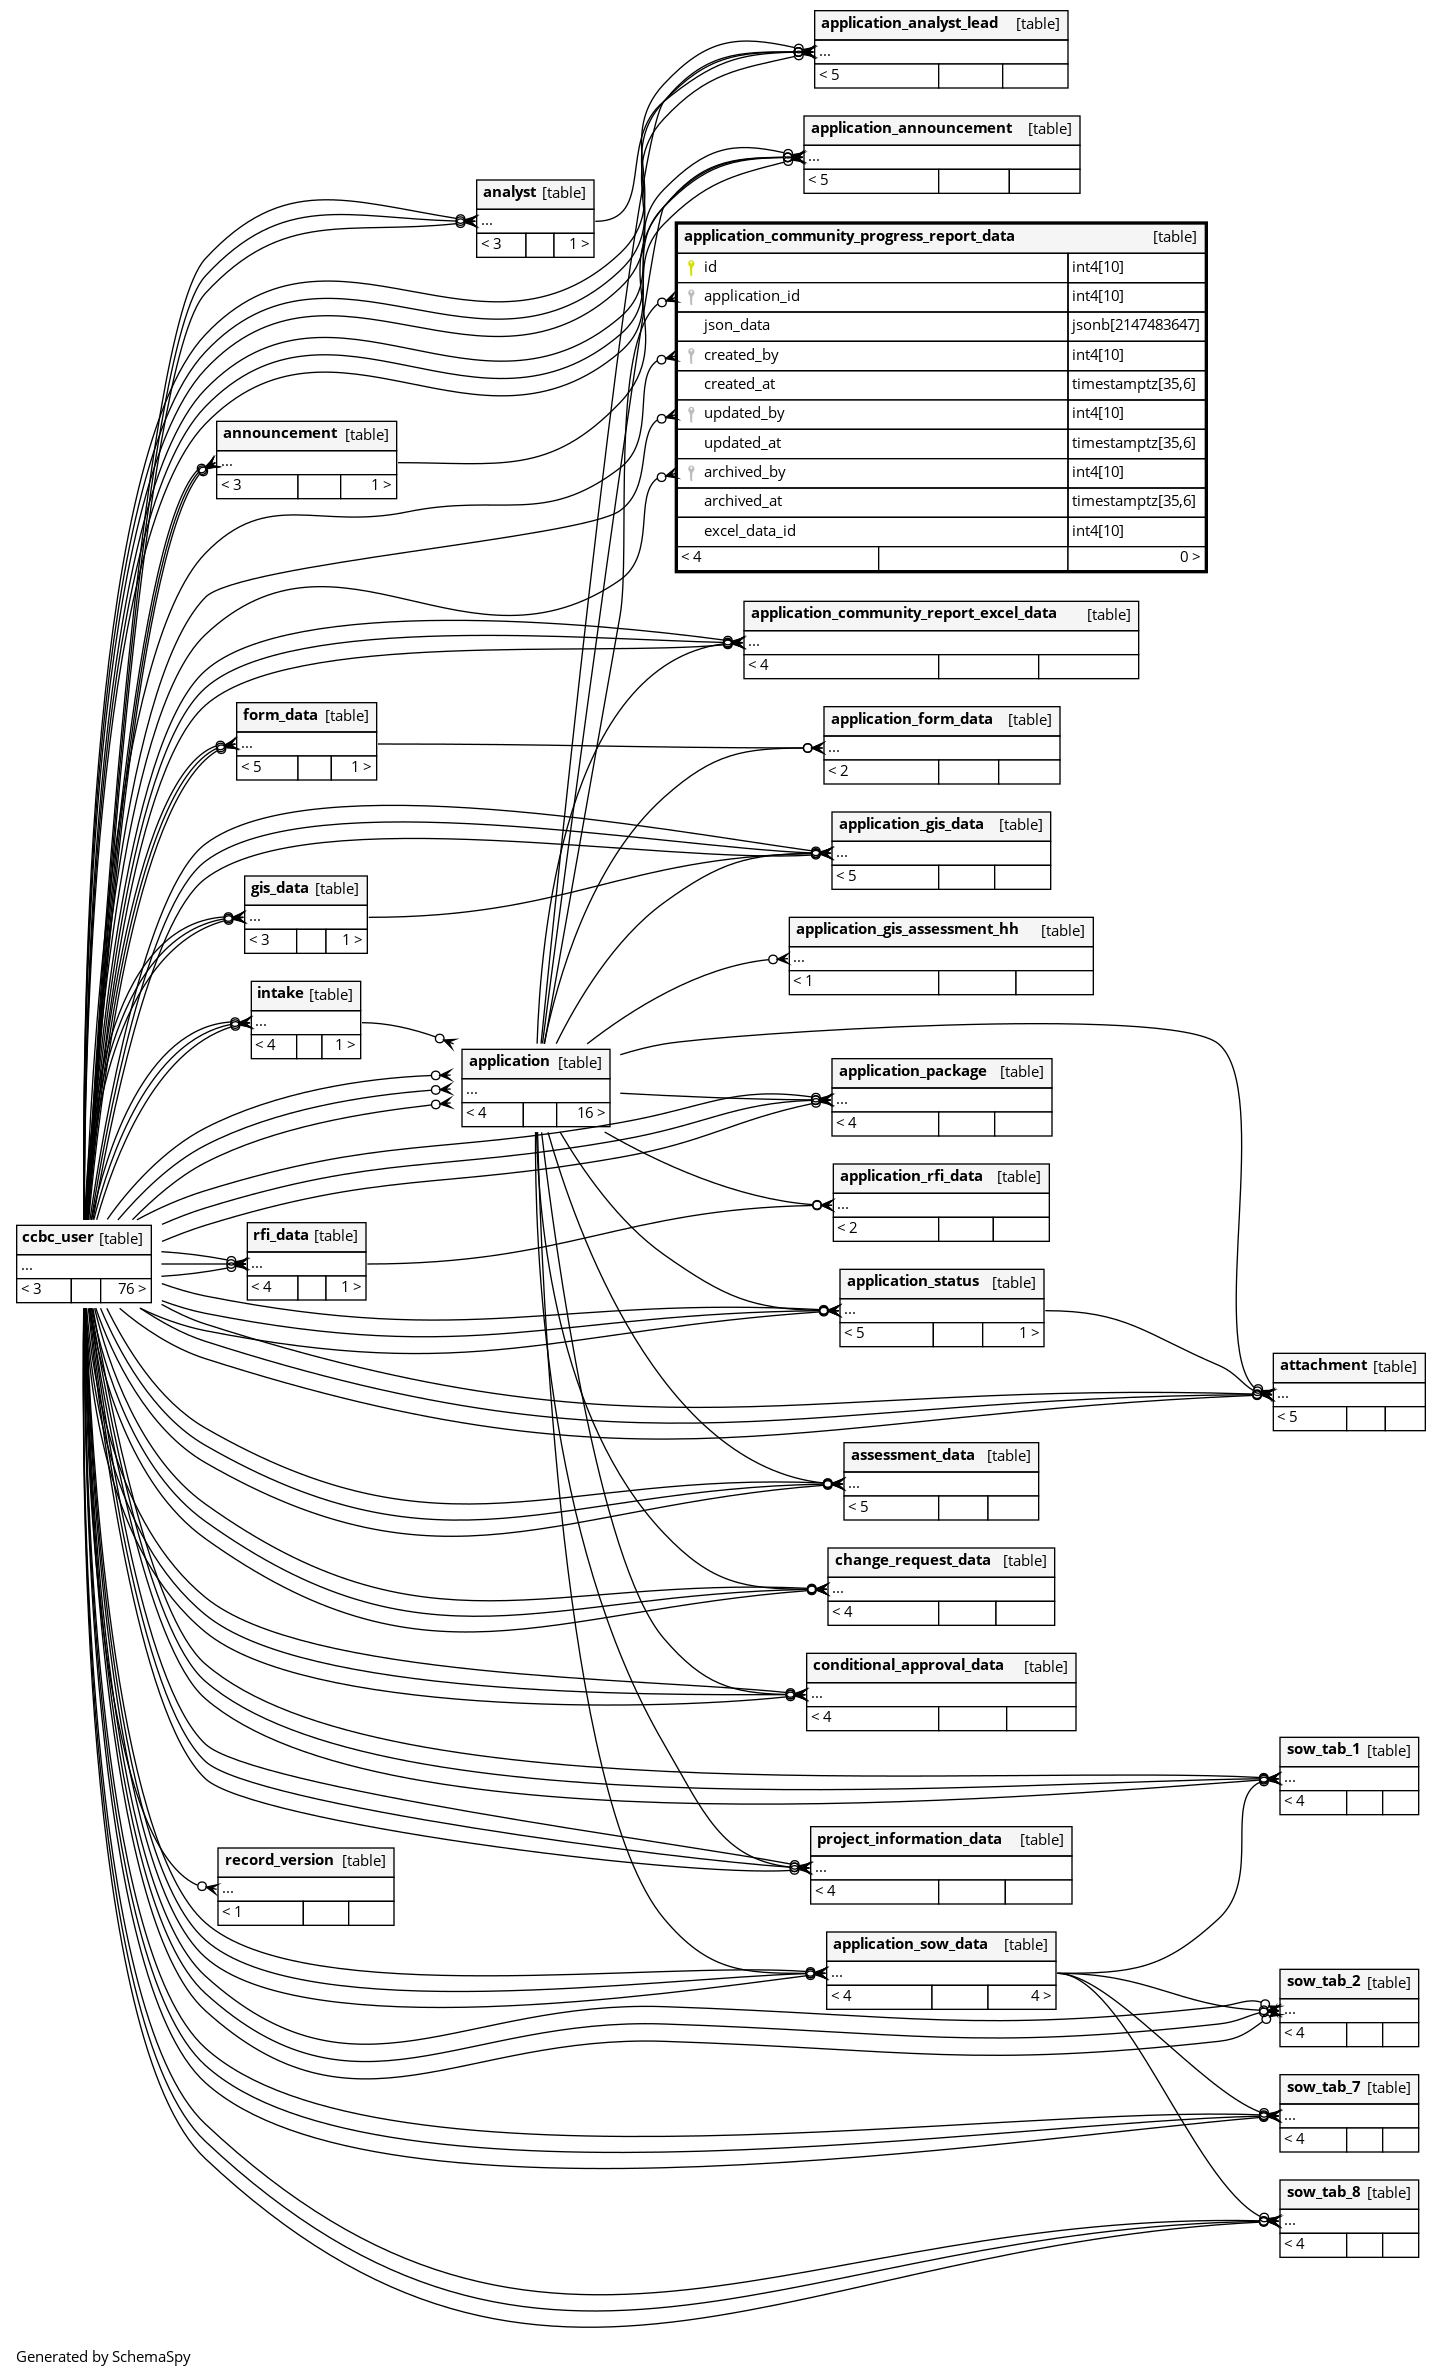 application_analyst_lead [table]
...
< 5
application_announcement [table]
...
< 5
analyst [table]
...
< 3 1 >
application_community_progress_report_data [table]
id int4[10]
application_id int4[10]
json_data jsonb[2147483647]
created_by int4[10]
created_at timestamptz[35,6]
updated_by int4[10]
updated_at timestamptz[35,6]
archived_by int4[10]
archived_at timestamptz[35,6]
excel_data_id int4[10]
< 4 0 >
announcement [table]
...
< 3 1 >
application_community_report_excel_data [table]
...
< 4
form_data [table]
...
< 5 1 >
application_form_data [table]
...
< 2
application_gis_data [table]
...
< 5
gis_data [table]
...
< 3 1 >
application_gis_assessment_hh [table]
...
< 1
intake [table]
...
< 4 1 >
application [table]
...
< 4 16 >
application_package [table]
...
< 4
application_rfi_data [table]
...
< 2
ccbc_user [table]
...
< 3 76 >
rfi_data [table]
...
< 4 1 >
application_status [table]
...
< 5 1 >
attachment [table]
...
< 5
assessment_data [table]
...
< 5
change_request_data [table]
...
< 4
conditional_approval_data [table]
...
< 4
sow_tab_1 [table]
...
< 4
project_information_data [table]
...
< 4
record_version [table]
...
< 1
application_sow_data [table]
...
< 4 4 >
sow_tab_2 [table]
...
< 4
sow_tab_7 [table]
...
< 4
sow_tab_8 [table]
...
< 4
Generated by SchemaSpy